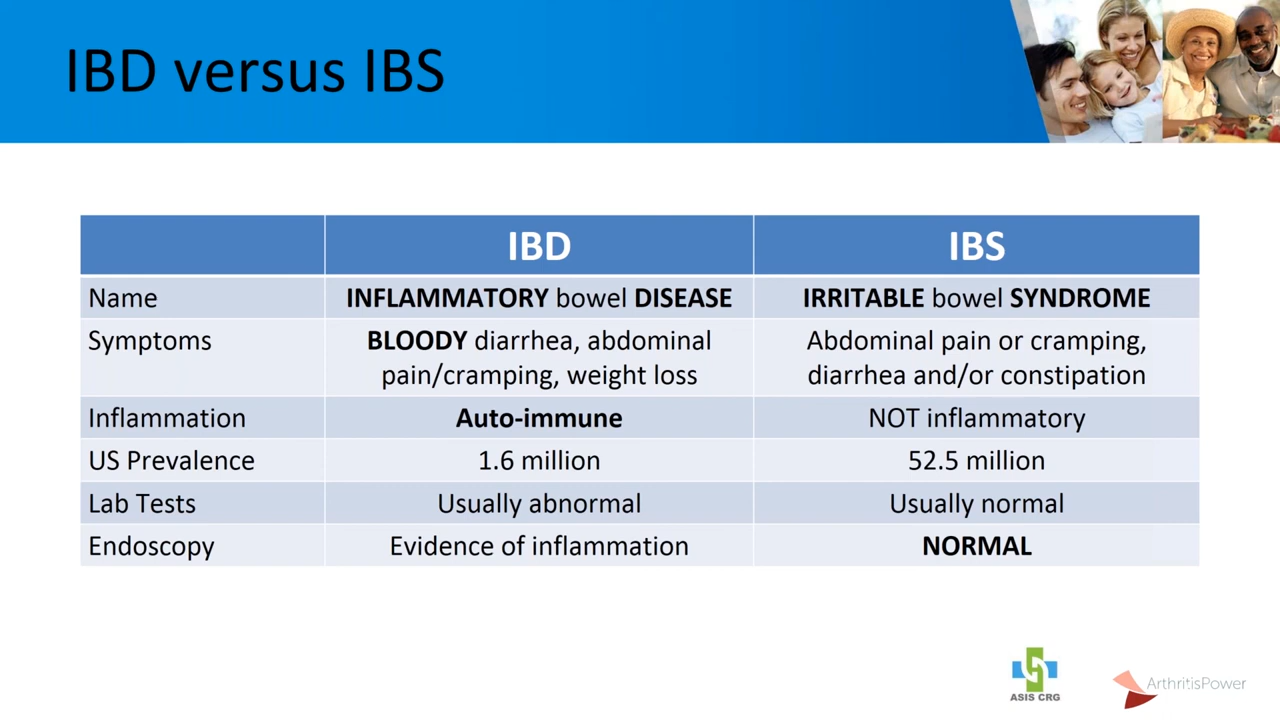 IBD versus IBS
IBD IBS
Name INFLAMMATORY bowel DISEASE IRRITABLE bowel SYNDROME
Symptoms BLOODY diarrhea, abdominal Abdominal pain or cramping,
pain/cramping, weight loss diarrhea and/or constipation
Inflammation Auto-immune NOT inflammatory
US Prevalence 1.6 million 52.5 million
Lab Tests Usually abnormal Usually normal
Endoscopy Evidence of inflammation NORMAL
ASIS CRG
ArthritisPower